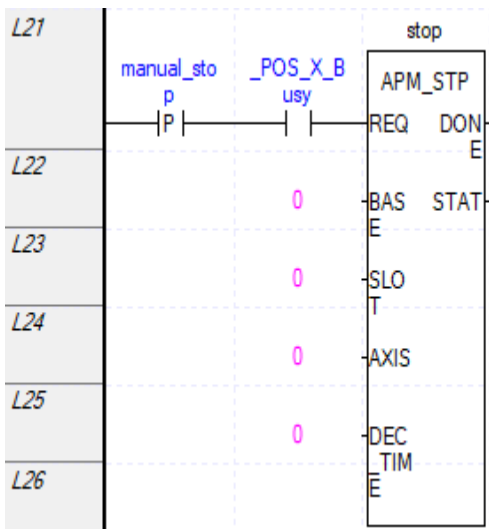 L21
stop
manual_sto
p
_POS_X_B
usy
APM_STP
P
REQ DON
E
L22
0
BAS
E
STAT
L23
0
SLO
T
L24
0
AXIS
L25
0
DEC
_TIM
E
L26